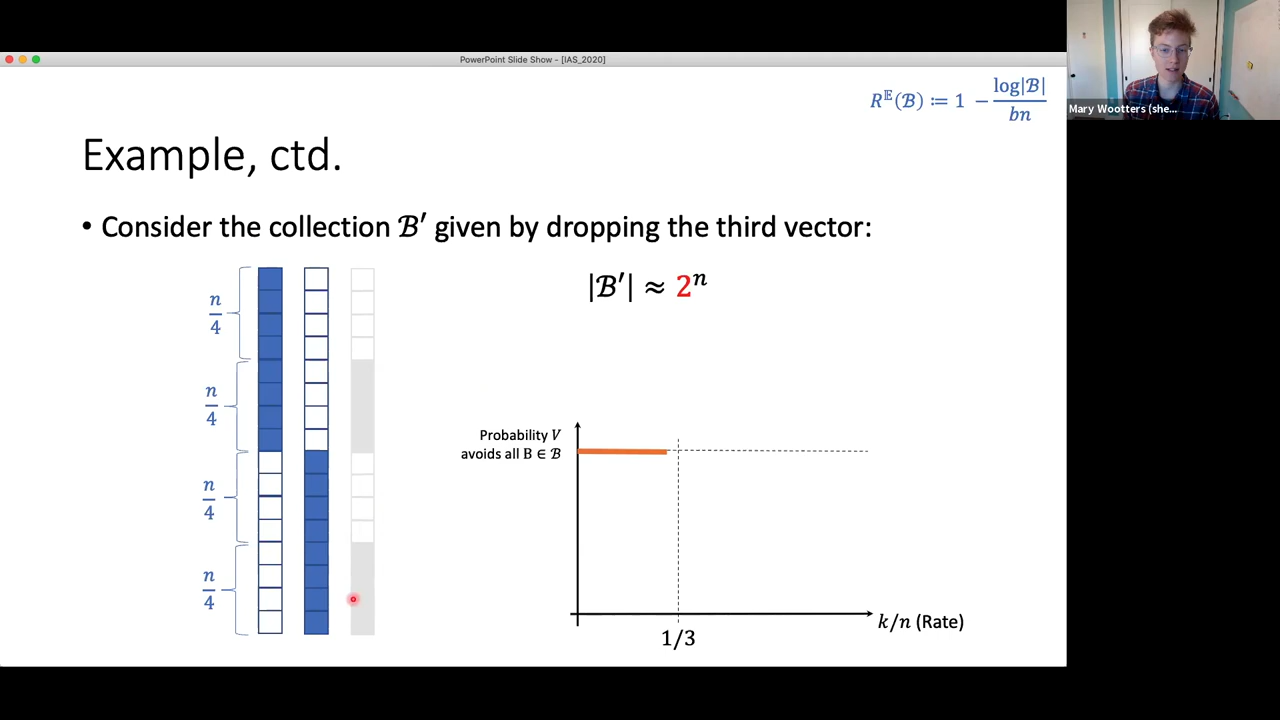 PowerPoint Slide Show - [IAS_2020]
Mary Wootters (she...
R^𝔼(ℬ) ≔ 1 − log|ℬ| / bn
Example, ctd.
• Consider the collection ℬ′ given by dropping the third vector:
|ℬ′| ≈ 2^n
n/4
n/4
n/4
n/4
Probability V
avoids all B ∈ ℬ
k/n (Rate)
1/3